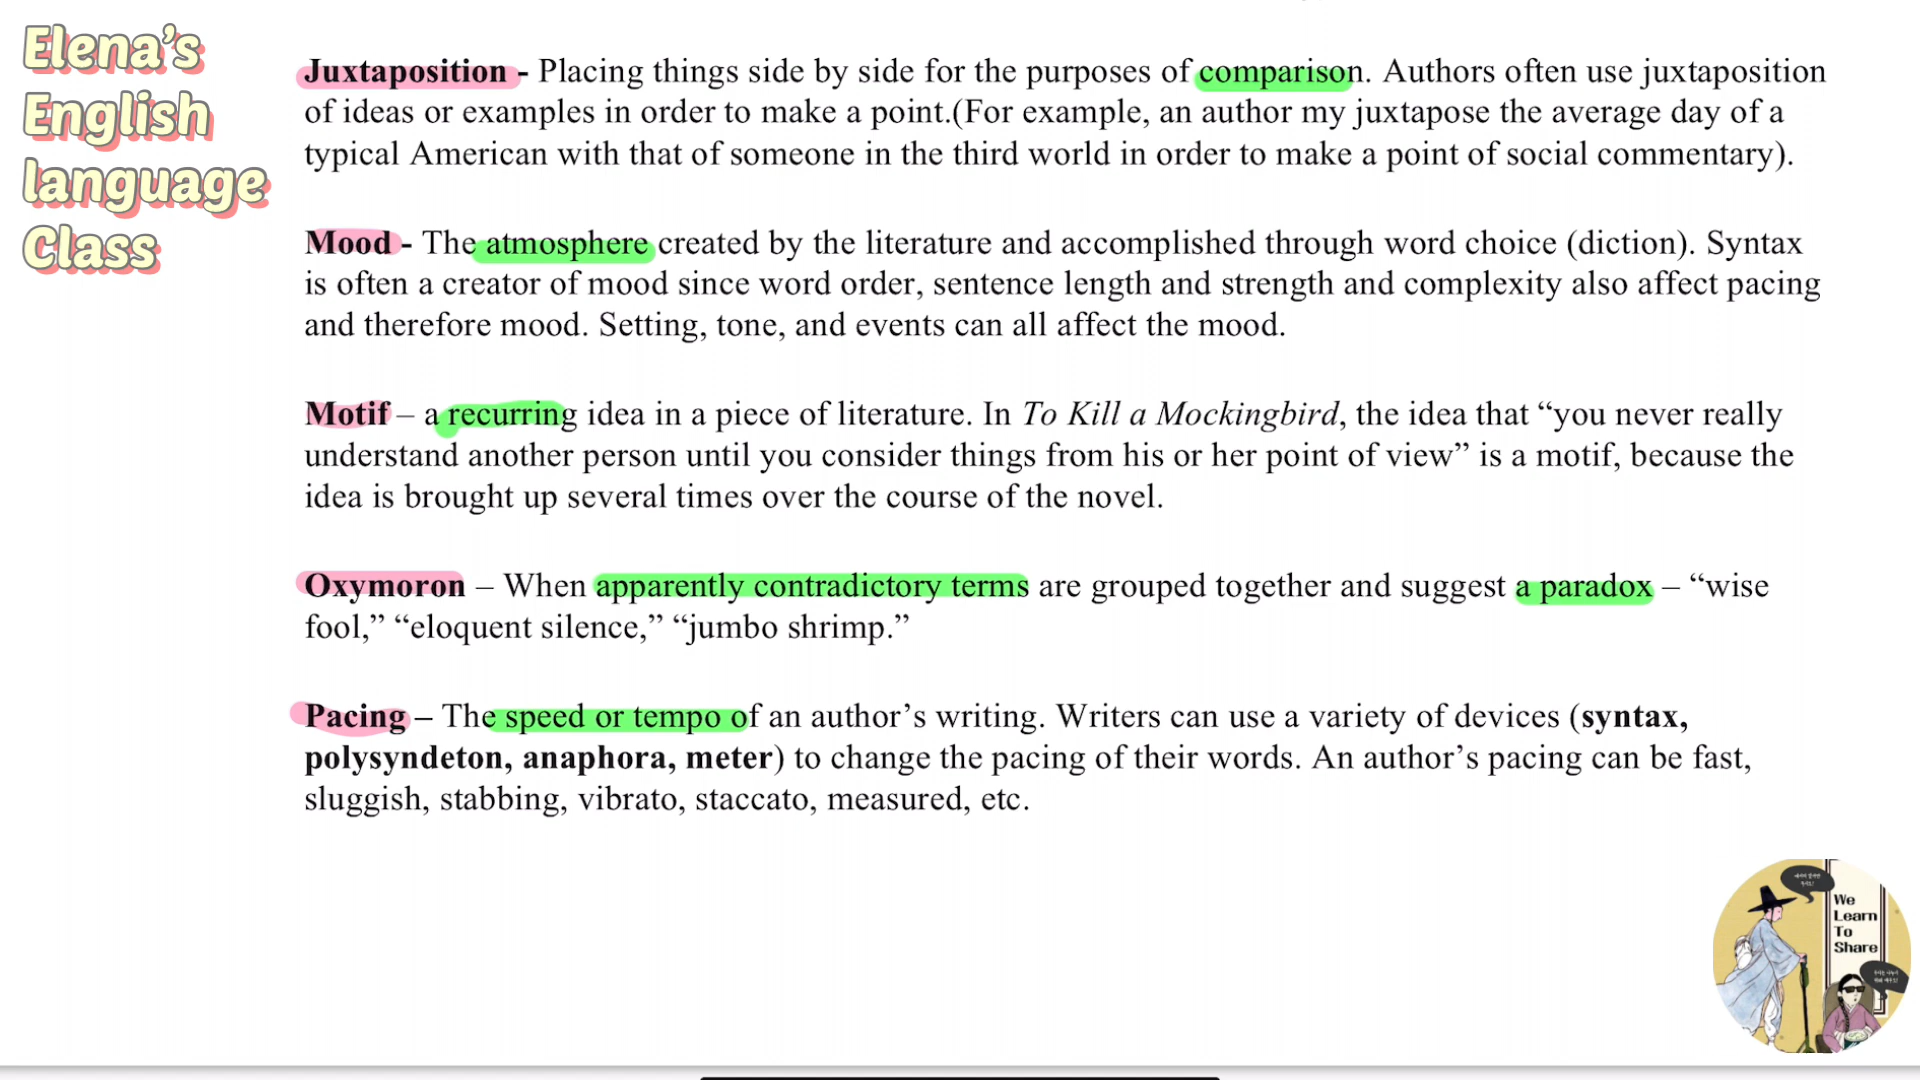 Elena’s
English
language
Class
Juxtaposition - Placing things side by side for the purposes of comparison. Authors often use juxtaposition
of ideas or examples in order to make a point.(For example, an author my juxtapose the average day of a
typical American with that of someone in the third world in order to make a point of social commentary).
Mood - The atmosphere created by the literature and accomplished through word choice (diction). Syntax
is often a creator of mood since word order, sentence length and strength and complexity also affect pacing
and therefore mood. Setting, tone, and events can all affect the mood.
Motif – a recurring idea in a piece of literature. In To Kill a Mockingbird, the idea that “you never really
understand another person until you consider things from his or her point of view” is a motif, because the
idea is brought up several times over the course of the novel.
Oxymoron – When apparently contradictory terms are grouped together and suggest a paradox – “wise
fool,” “eloquent silence,” “jumbo shrimp.”
Pacing – The speed or tempo of an author’s writing. Writers can use a variety of devices (syntax,
polysyndeton, anaphora, meter) to change the pacing of their words. An author’s pacing can be fast,
sluggish, stabbing, vibrato, staccato, measured, etc.
We
Learn
To
Share